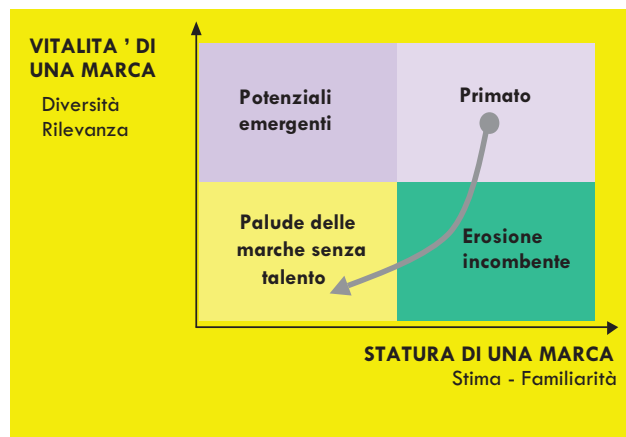 VITALITA ’ DI
UNA MARCA
Diversità
Rilevanza
Potenziali
emergenti
Primato
Palude delle
marche senza
talento
Erosione
incombente
STATURA DI UNA MARCA
Stima - Familiarità